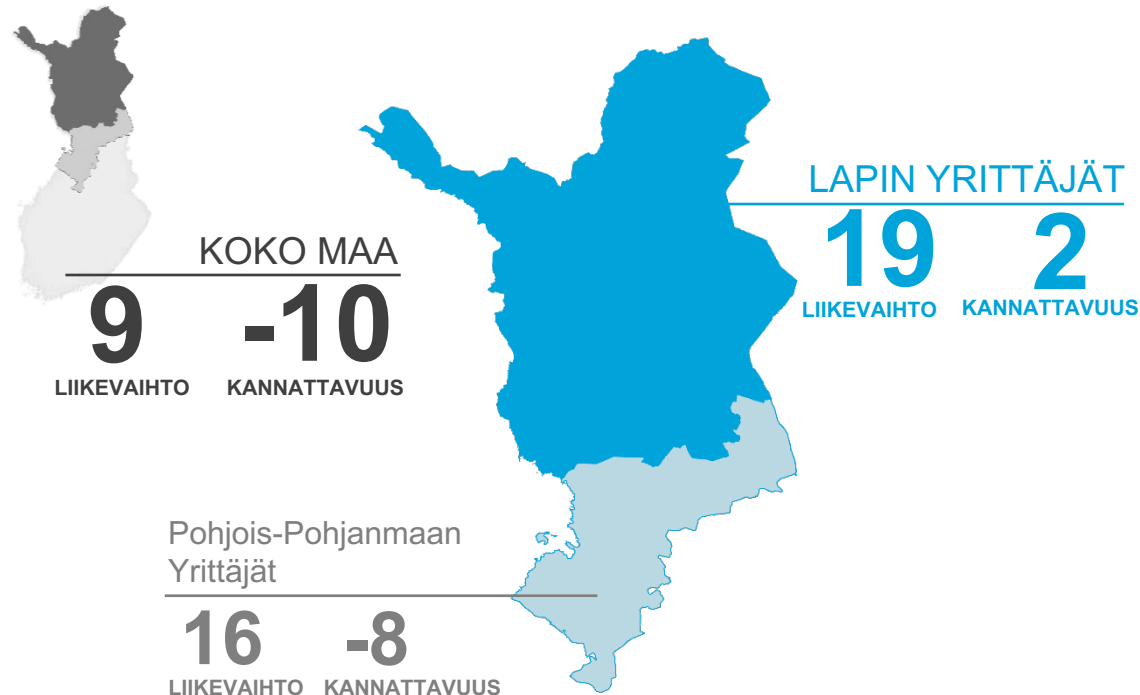 KOKO MAA
9 -10
LIIKEVAIHTO KANNATTAVUUS
LAPIN YRITTÄJÄT
19 2
LIIKEVAIHTO KANNATTAVUUS
Pohjois-Pohjanmaan
Yrittäjät
16 -8
LIIKEVAIHTO KANNATTAVUUS